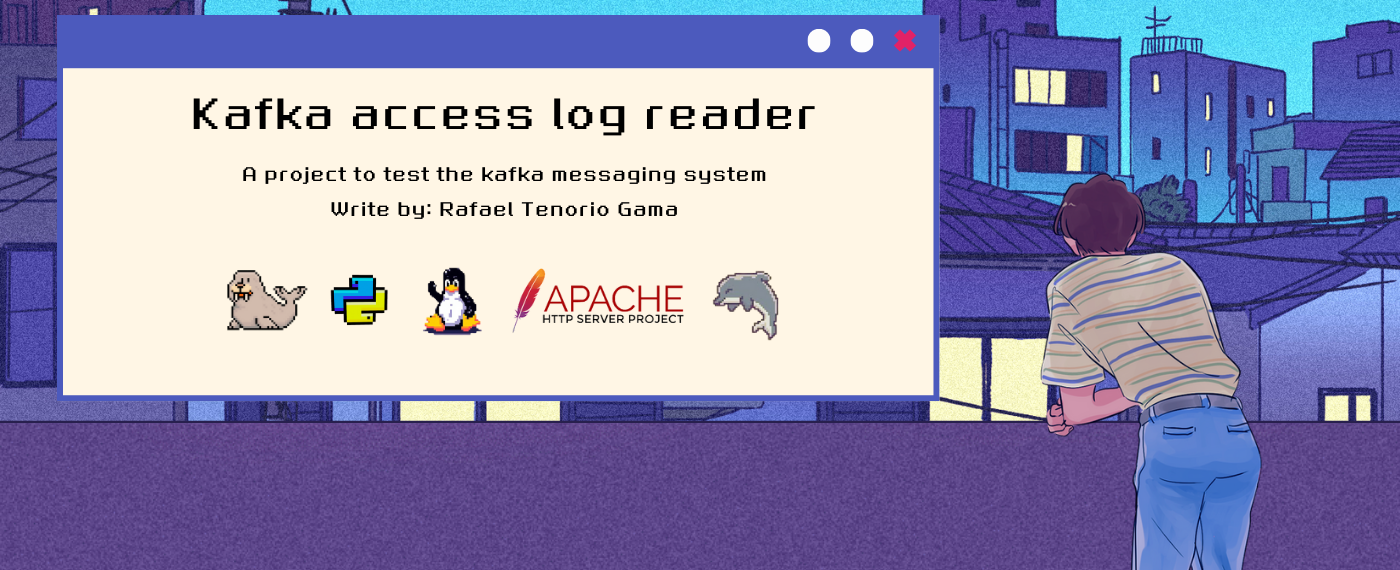 Kafka access log reader
A project to test the kafka messaging system
Write by: Rafael Tenorio Gama
APACHE
HTTP SERVER PROJECT